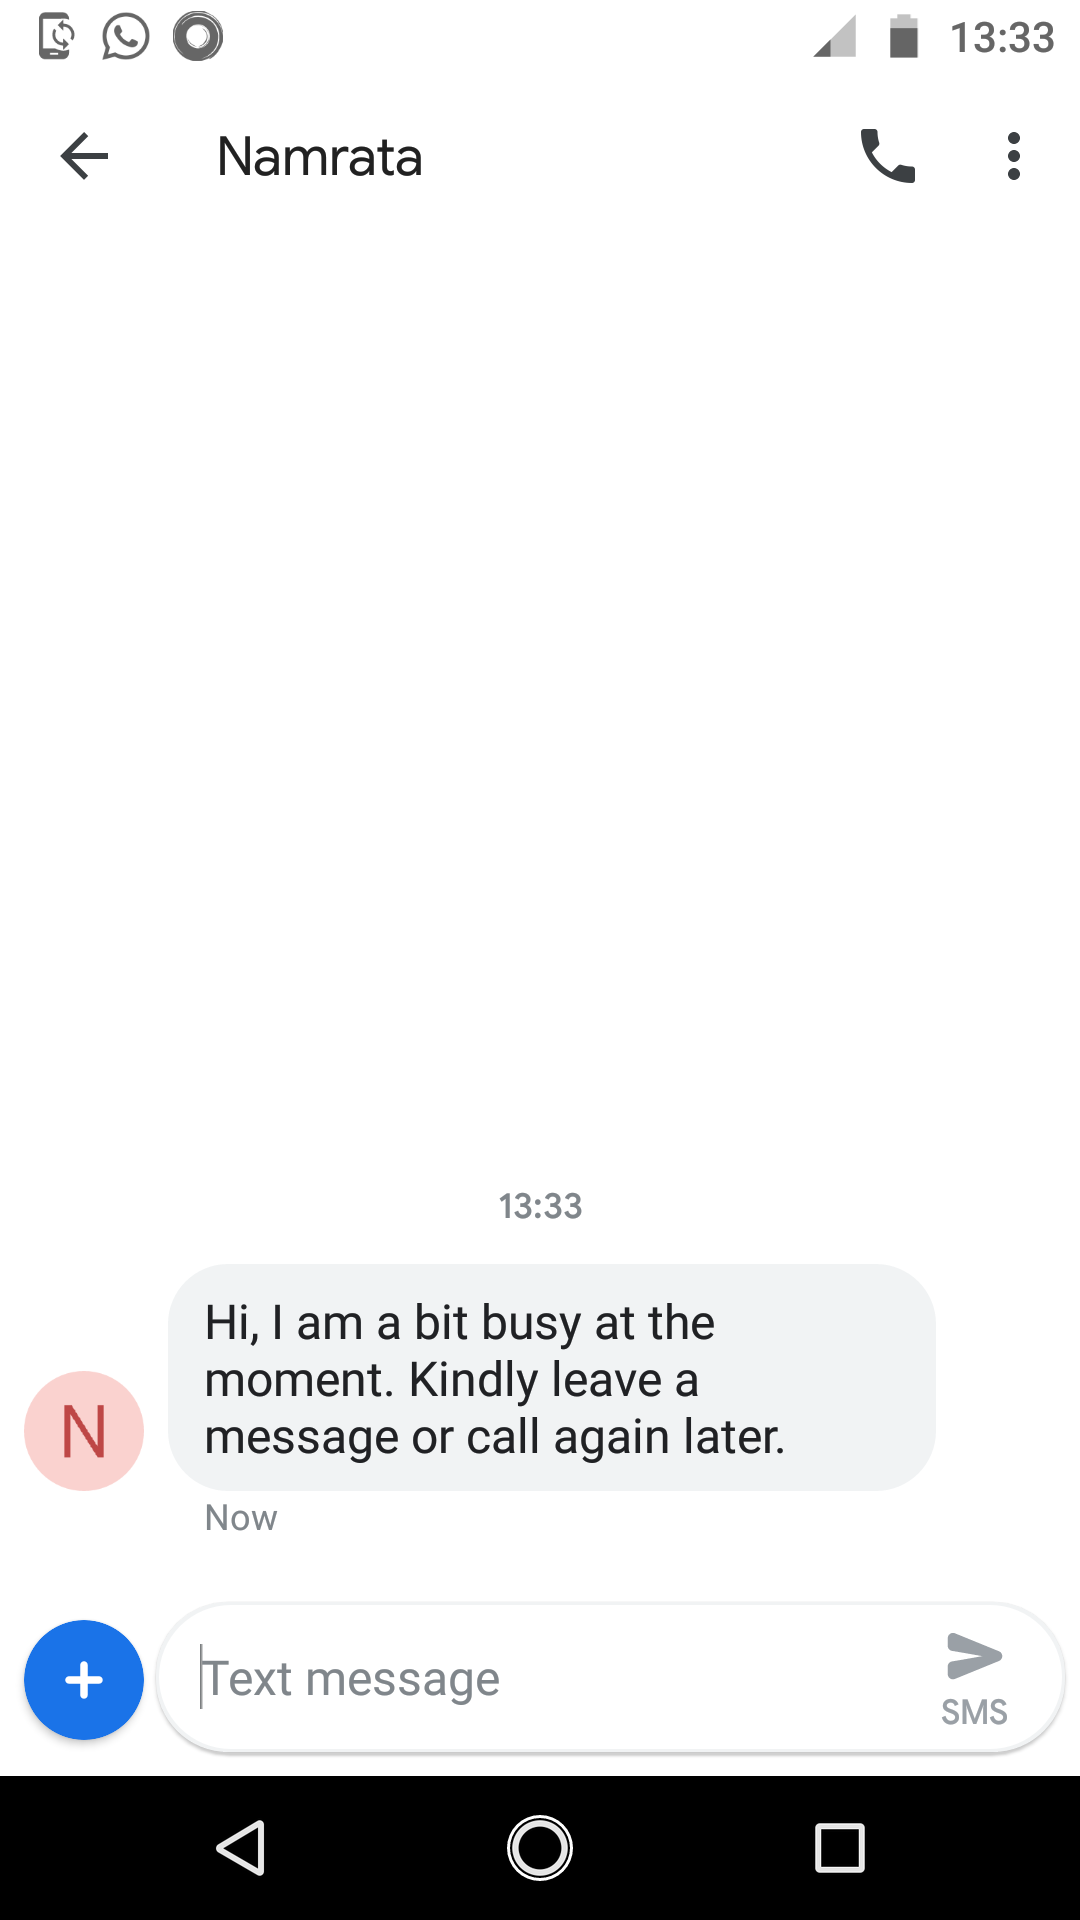 13:33
Namrata
13:33
Hi, I am a bit busy at the
moment. Kindly leave a
message or call again later.
N
Now
Text message
SMS